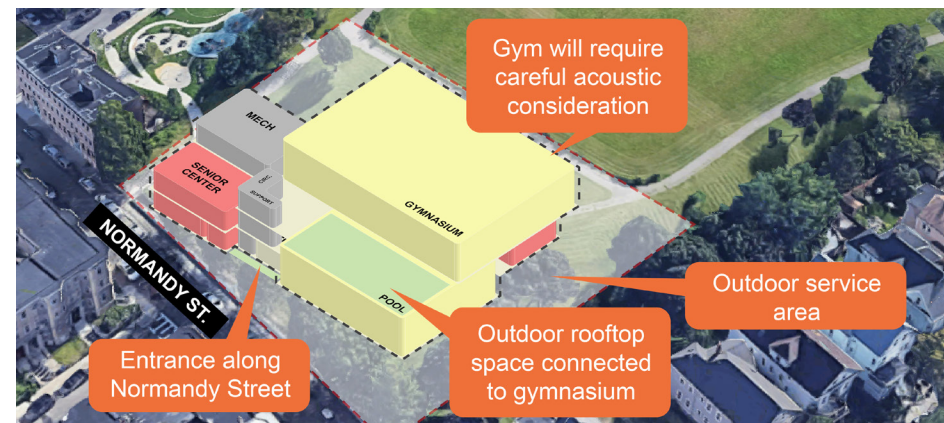 Gym will require
careful acoustic
consideration
MECH
SENIOR
CENTER
CIRC.
SUPPORT
GYMNASIUM
NORMANDY ST.
POOL
Outdoor service
area
Entrance along
Normandy Street
Outdoor rooftop
space connected
to gymnasium